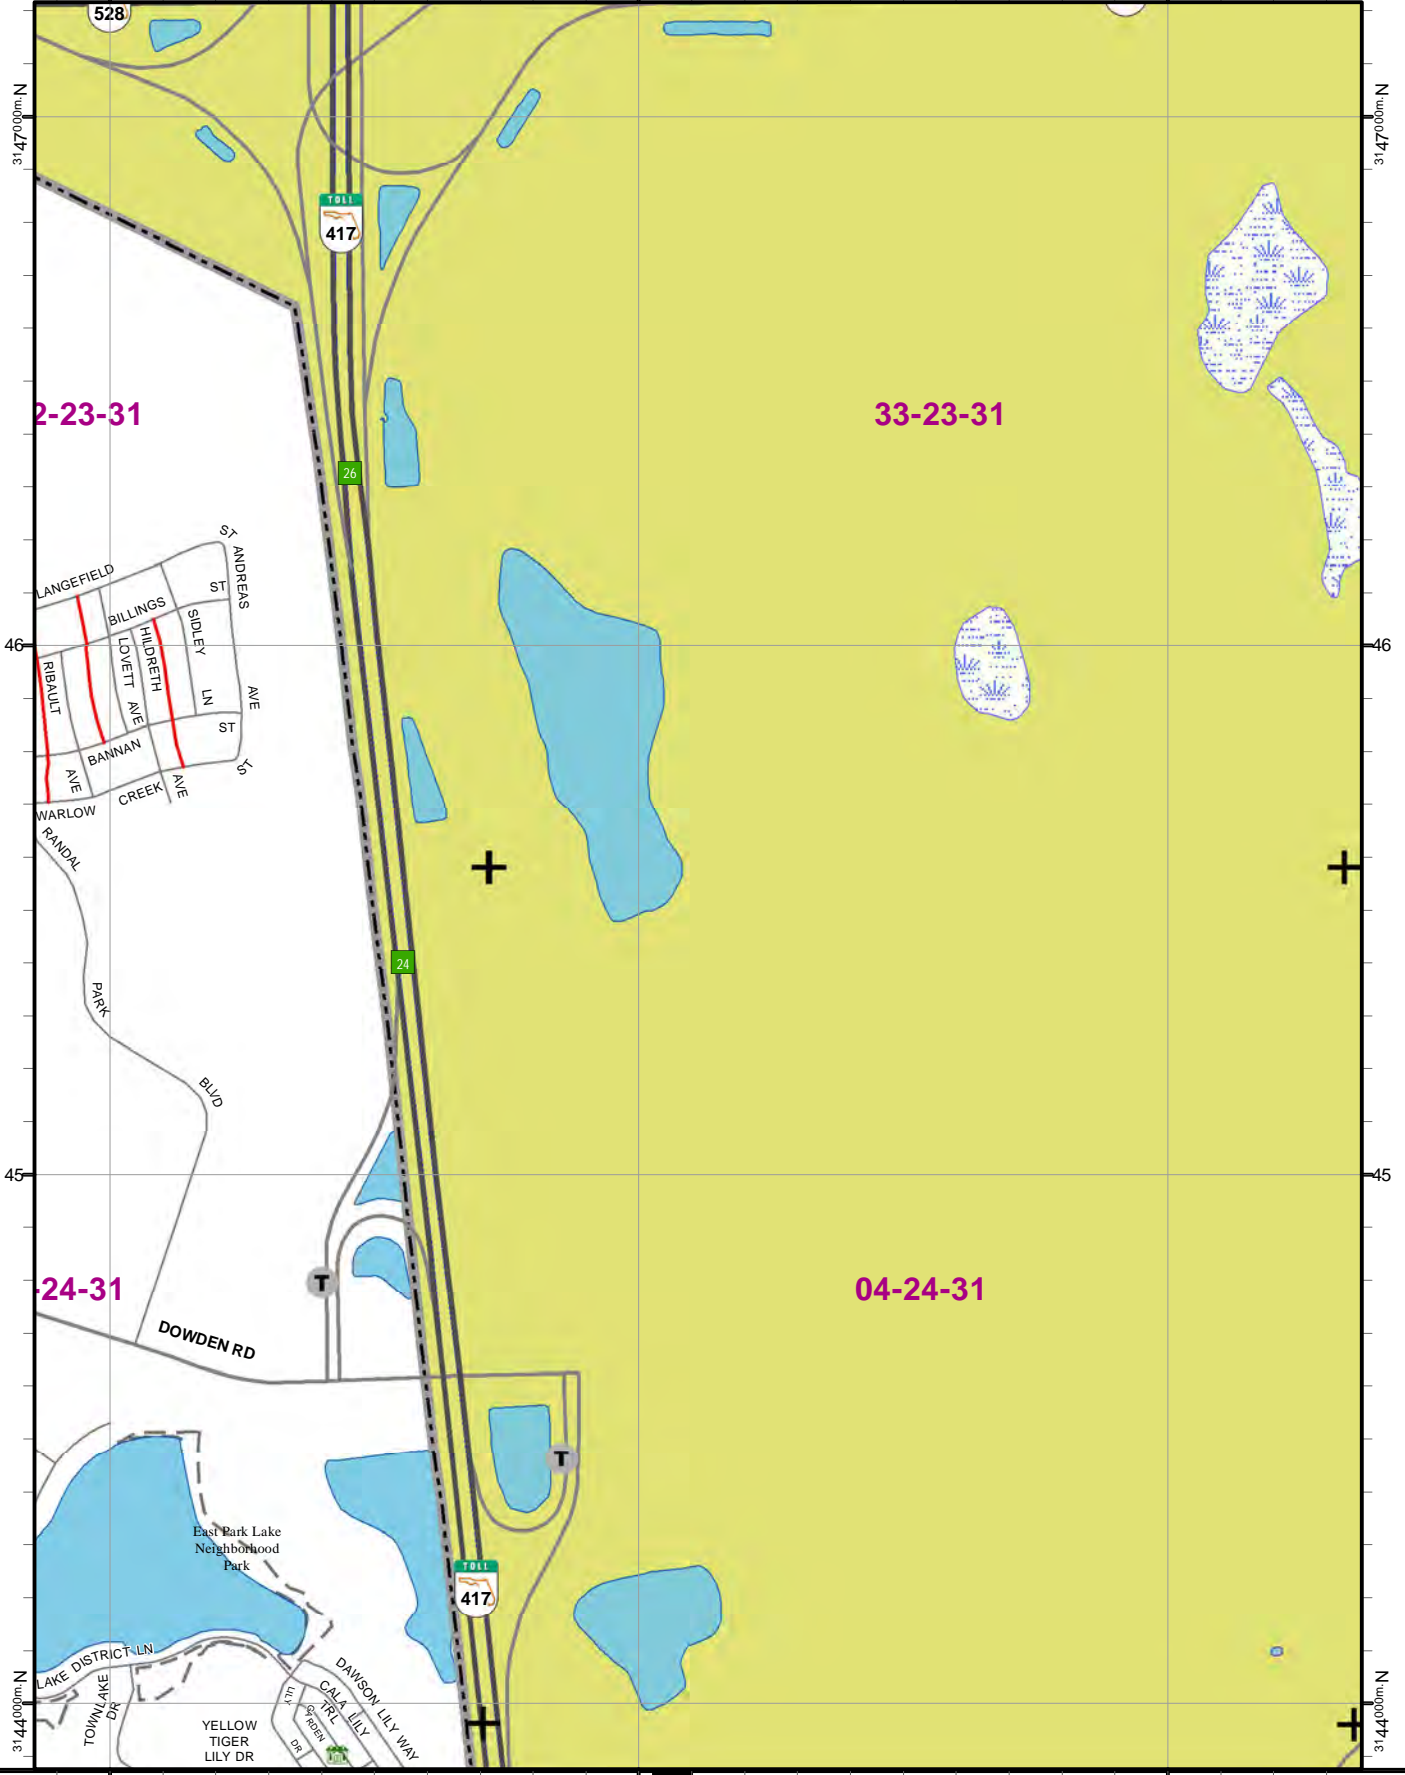 528
3147000m. N
3147000m. N
TOLL
417
2-23-31
33-23-31
26
ST ANDREAS AVE
LANGEFIELD ST
BILLINGS
SIDLEY LN
HILDRETH AVE
LOVETT AVE
RIBAULT AVE
46
46
BANNAN ST
CREEK ST
WARLOW
RANDAL PARK BLVD
24
45
45
T
-24-31
04-24-31
DOWDEN RD
T
East Park Lake
Neighborhood
Park
TOLL
417
LAKE DISTRICT LN
TOWNLAKE DR
DAWSON LILY WAY
CALA LILY TRL
LILY GARDEN DR
YELLOW
TIGER
LILY DR
3144000m. N
3144000m. N